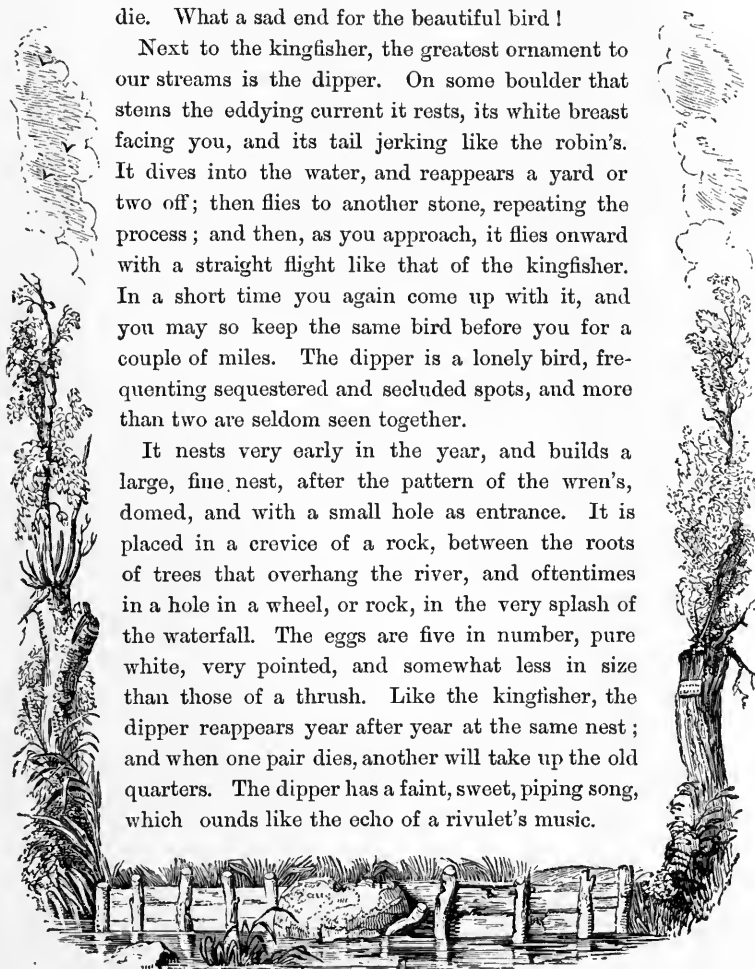 die. What a sad end for the beautiful bird !
Next to the kingfisher, the greatest ornament to
our streams is the dipper. On some boulder that
stems the eddying current it rests, its white breast
facing you, and its tail jerking like the robin's.
It dives into the water, and reappears a yard or
two off; then flies to another stone, repeating the
process; and then, as you approach, it flies onward
with a straight flight like that of the kingfisher.
In a short time you again come up with it, and
you may so keep the same bird before you for a
couple of miles. The dipper is a lonely bird, fre-
quenting sequestered and secluded spots, and more
than two are seldom seen together.
It nests very early in the year, and builds a
large, fine nest, after the pattern of the wren's,
domed, and with a small hole as entrance. It is
placed in a crevice of a rock, between the roots
of trees that overhang the river, and oftentimes
in a hole in a wheel, or rock, in the very splash of
the waterfall. The eggs are five in number, pure
white, very pointed, and somewhat less in size
than those of a thrush. Like the kingfisher, the
dipper reappears year after year at the same nest;
and when one pair dies, another will take up the old
quarters. The dipper has a faint, sweet, piping song,
which ounds like the echo of a rivulet's music.